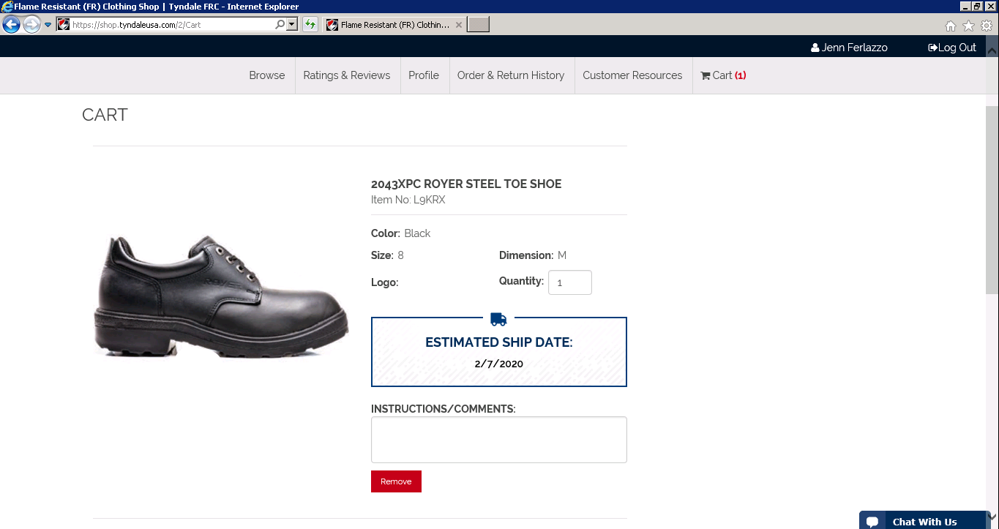 Flame Resistant (FR) Clothing Shop | Tyndale FRC - Internet Explorer
https://shop.tyndaleusa.com/2/Cart
Flame Resistant (FR) Clothin...
Jenn Ferlazzo
Log Out
Browse
Ratings & Reviews
Profile
Order & Return History
Customer Resources
Cart (1)
CART
2043XPC ROYER STEEL TOE SHOE
Item No: L9KRX
Color: Black
Size: 8
Dimension: M
Logo:
Quantity: 1
ROYER
ESTIMATED SHIP DATE:
2/7/2020
INSTRUCTIONS/COMMENTS:
Remove
Chat With Us